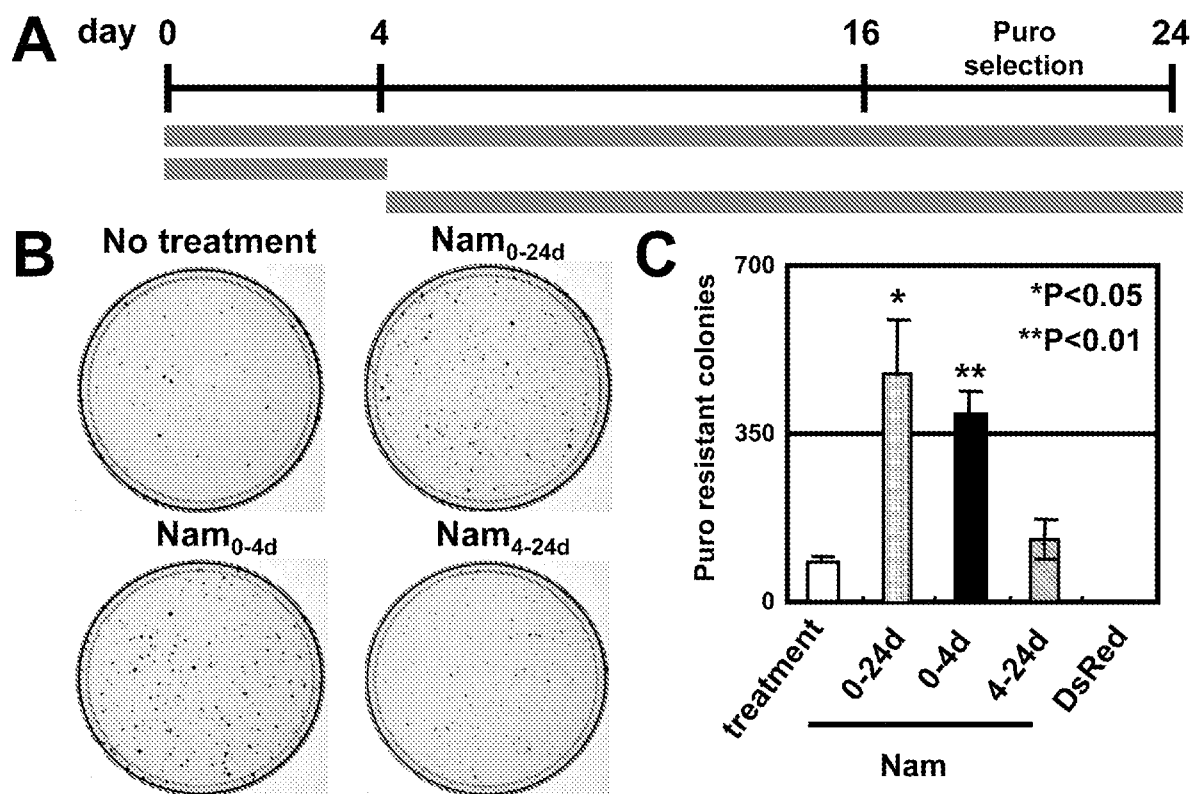 A
day 0 4 16 24
Puro
selection
B
No treatment
Nam0-24d
Nam0-4d
Nam4-24d
C
Puro resistant colonies
700
350
0
*
**
*P<0.05
**P<0.01
treatment
0-24d
0-4d
4-24d
DsRed
Nam